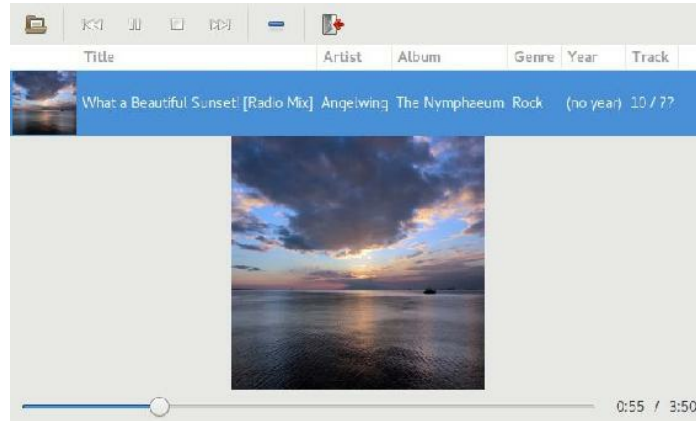 Title Artist Album Genre Year Track
What a Beautiful Sunset! [Radio Mix] Angelwing The Nymphaeum Rock (no year) 10 / ??
0:55 / 3:50